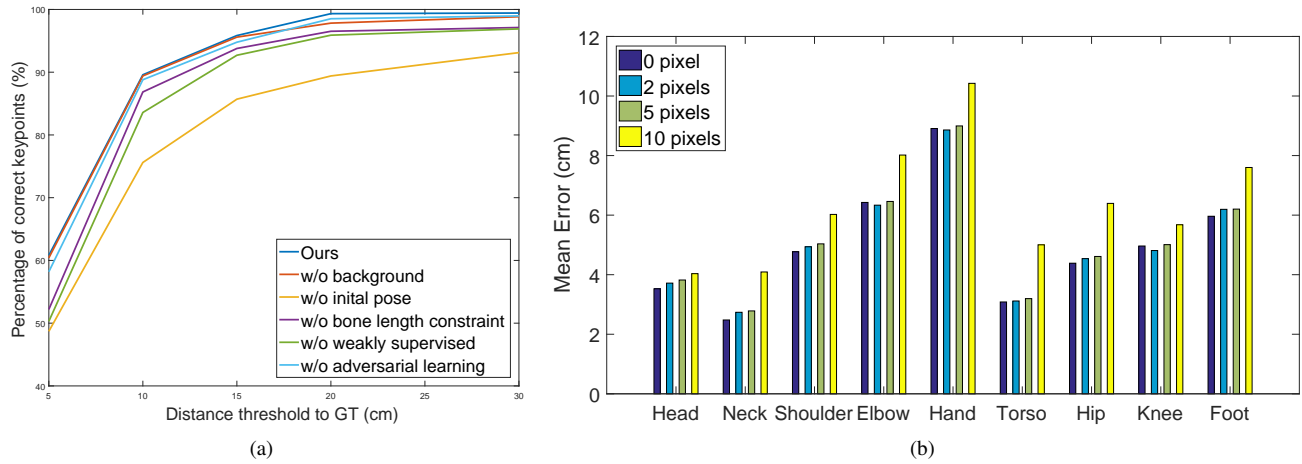 Percentage of correct keypoints (%)
100
90
80
70
60
50
40
5
10
15
20
25
30
Distance threshold to GT (cm)
Ours
w/o background
w/o inital pose
w/o bone length constraint
w/o weakly supervised
w/o adversarial learning
(a)
Mean Error (cm)
12
10
8
6
4
2
0
0 pixel
2 pixels
5 pixels
10 pixels
Head Neck Shoulder Elbow Hand Torso Hip Knee Foot
(b)